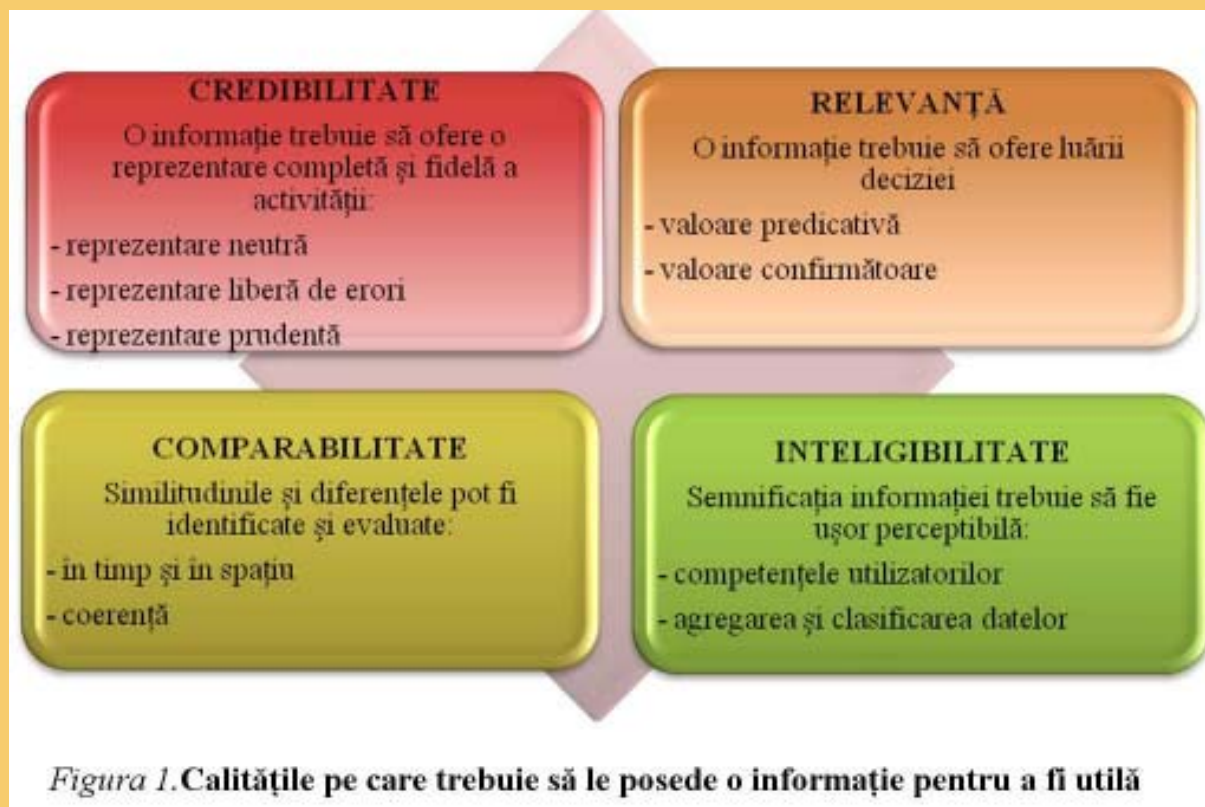 CREDIBILITATE
O informație trebuie să ofere o
reprezentare completă și fidelă a
activității:
- reprezentare neutră
- reprezentare liberă de erori
- reprezentare prudentă
RELEVANȚĂ
O informație trebuie să ofere luării
deciziei
- valoare predicativă
- valoare confirmătoare
COMPARABILITATE
Similitudinile și diferențele pot fi
identificate și evaluate:
- în timp și în spațiu
- coerență
INTELIGIBILITATE
Semnificația informației trebuie să fie
ușor perceptibilă:
- competențele utilizatorilor
- agregarea și clasificarea datelor
Figura 1. Calitățile pe care trebuie să le posede o informație pentru a fi utilă